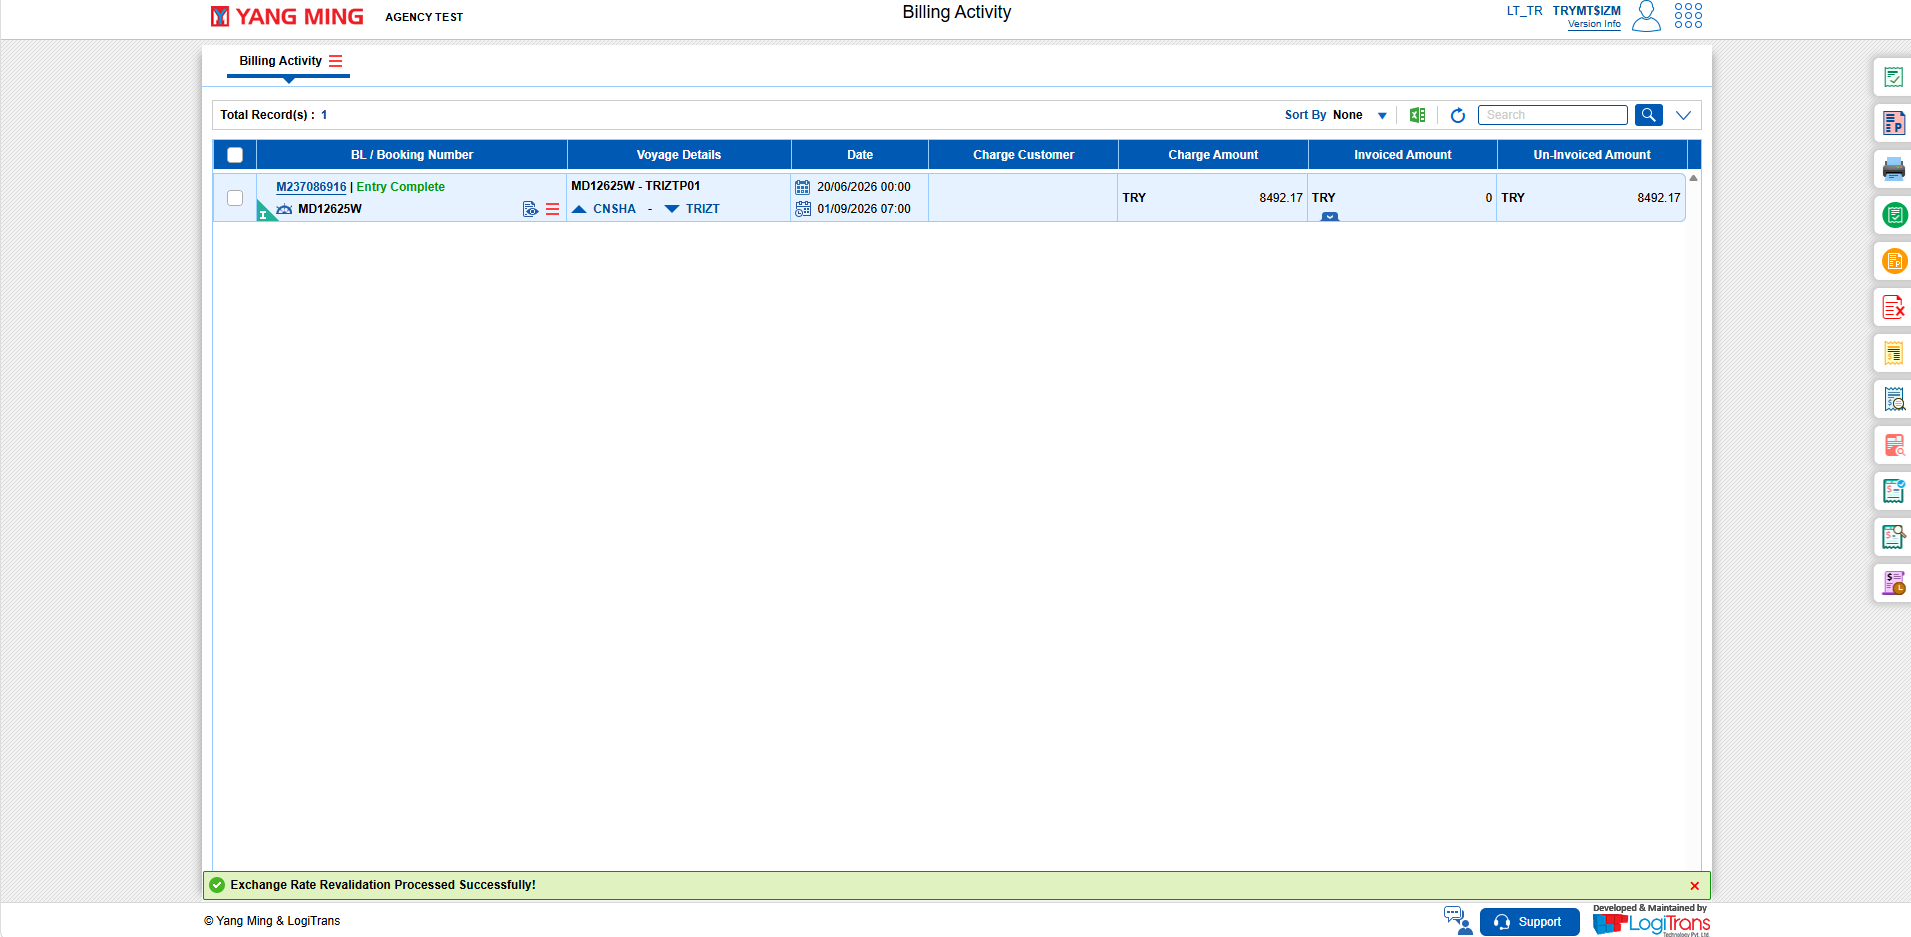 YANG MING AGENCY TEST
Billing Activity
LT_TR TRYMT$IZM
Version Info
Billing Activity
Total Record(s) : 1
Sort By None
Search
BL / Booking Number Voyage Details Date Charge Customer Charge Amount Invoiced Amount Un-Invoiced Amount
M237086916 | Entry Complete MD12625W - TRIZTP01 20/06/2026 00:00
TRY 8492.17 TRY 0 TRY 8492.17
I MD12625W CNSHA - TRIZT 01/09/2026 07:00
Exchange Rate Revalidation Processed Successfully!
© Yang Ming & LogiTrans
Support
Developed & Maintained by
LogiTrans
Technology Pvt. Ltd.